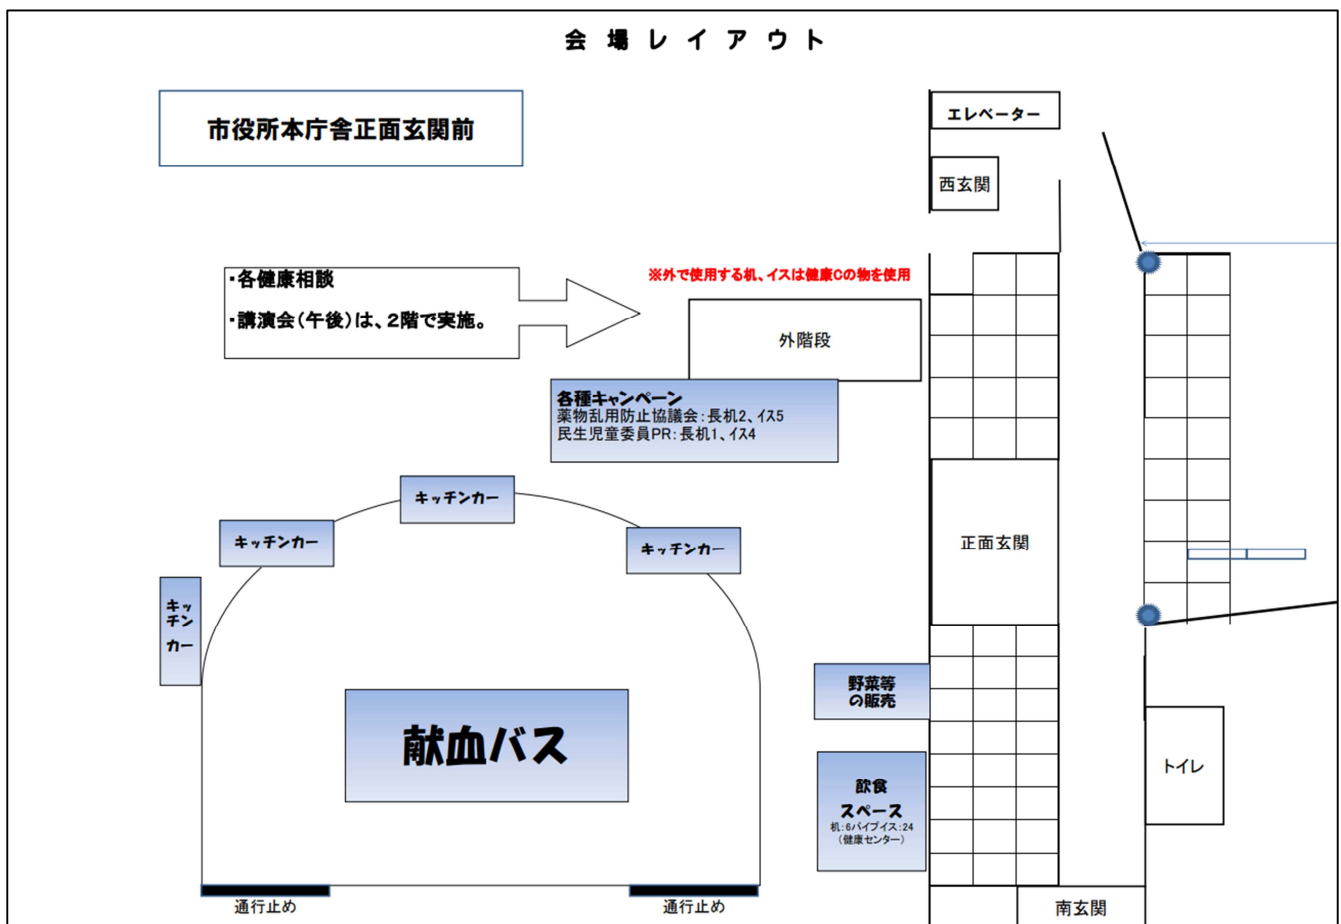 会場レイアウト
市役所本庁舎正面玄関前
エレベーター
西玄関
・各健康相談
・講演会(午後)は、2階で実施。
※外で使用する机、イスは健康Cの物を使用
外階段
各種キャンペーン
薬物乱用防止協議会:長机2、イス5
民生児童委員PR:長机1、イス4
キッチンカー
キッチンカー
キッチンカー
キッ
チン
カー
正面玄関
野菜等
の販売
献血バス
飲食
スペース
机:6パイプイス:24
(健康センター)
トイレ
通行止め
通行止め
南玄関